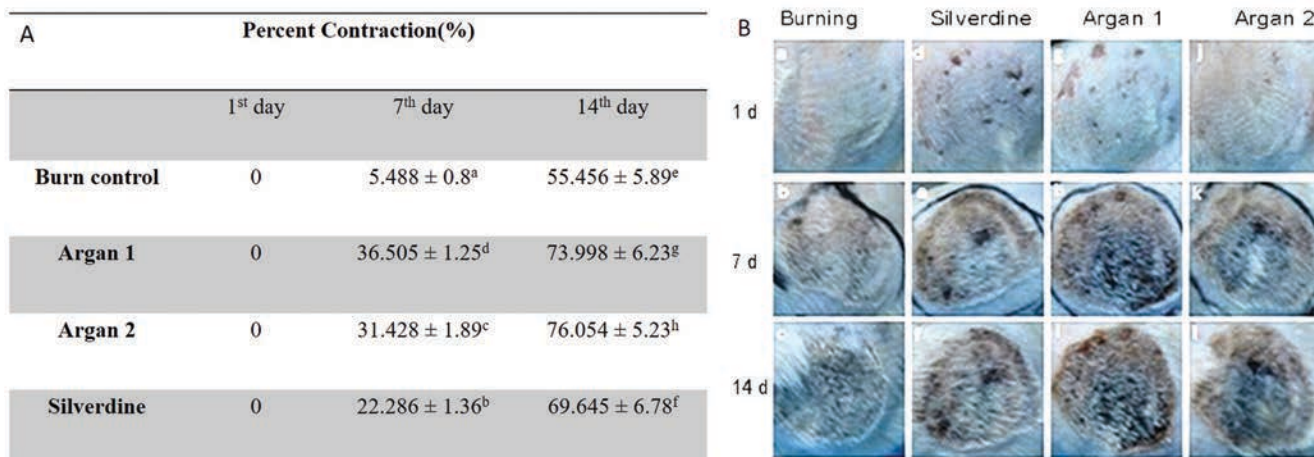 A
Percent Contraction(%)
1st day 7th day 14th day
Burn control 0 5.488 ± 0.8a 55.456 ± 5.89e
Argan 1 0 36.505 ± 1.25d 73.998 ± 6.23g
Argan 2 0 31.428 ± 1.89c 76.054 ± 5.23h
Silverdine 0 22.286 ± 1.36b 69.645 ± 6.78f
B
Burning Silverdine Argan 1 Argan 2
1 d
7 d
14 d